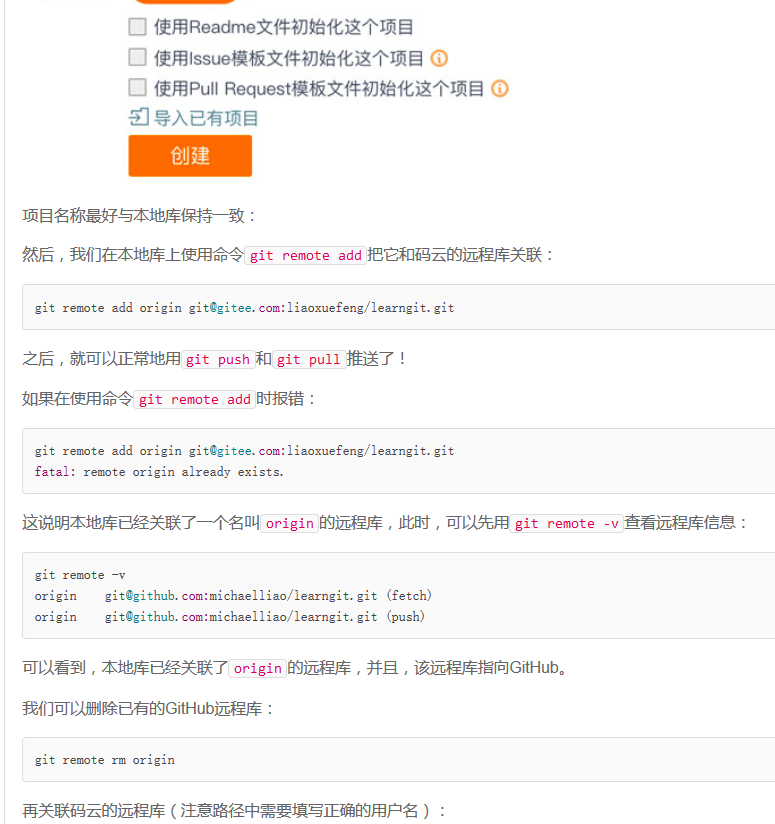 使用Readme文件初始化这个项目
使用Issue模板文件初始化这个项目
使用Pull Request模板文件初始化这个项目
导入已有项目
创建
项目名称最好与本地库保持一致：
然后，我们在本地库上使用命令git remote add把它和码云的远程库关联：
git remote add origin git@gitee.com:liaoxuefeng/learngit.git
之后，就可以正常地用git push和git pull推送了！
如果在使用命令git remote add时报错：
git remote add origin git@gitee.com:liaoxuefeng/learngit.git
fatal: remote origin already exists.
这说明本地库已经关联了一个名叫origin的远程库，此时，可以先用git remote -v查看远程库信息：
git remote -v
origin    git@github.com:michaelliao/learngit.git (fetch)
origin    git@github.com:michaelliao/learngit.git (push)
可以看到，本地库已经关联了origin的远程库，并且，该远程库指向GitHub。
我们可以删除已有的GitHub远程库：
git remote rm origin
再关联码云的远程库（注意路径中需要填写正确的用户名）：